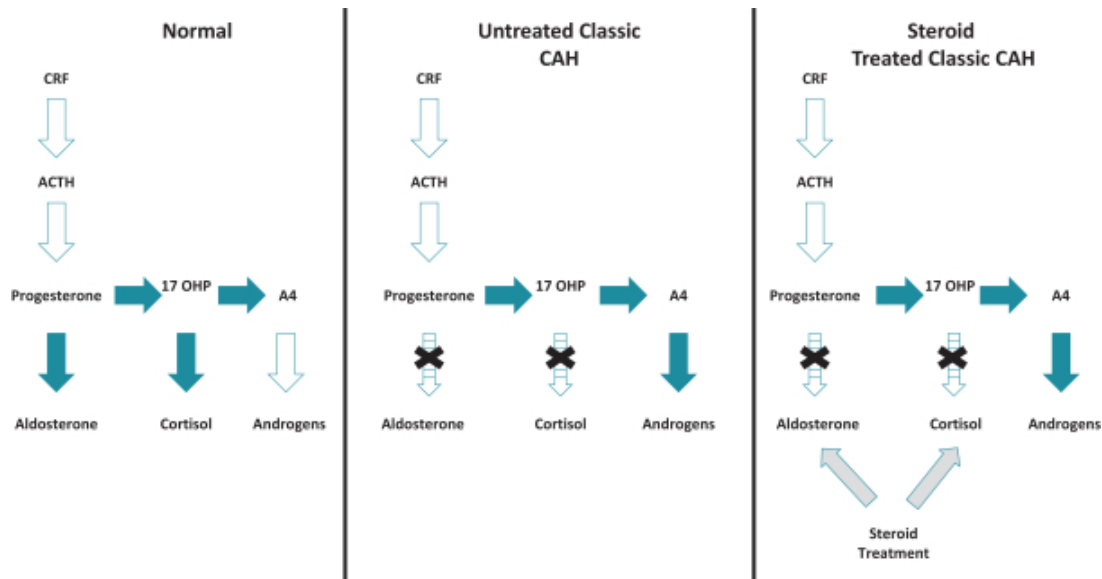 Normal
CRF
ACTH
Progesterone
17 OHP
A4
Aldosterone
Cortisol
Androgens
Untreated Classic
CAH
CRF
ACTH
Progesterone
17 OHP
A4
Aldosterone
Cortisol
Androgens
Steroid
Treated Classic CAH
CRF
ACTH
Progesterone
17 OHP
A4
Aldosterone
Cortisol
Androgens
Steroid
Treatment